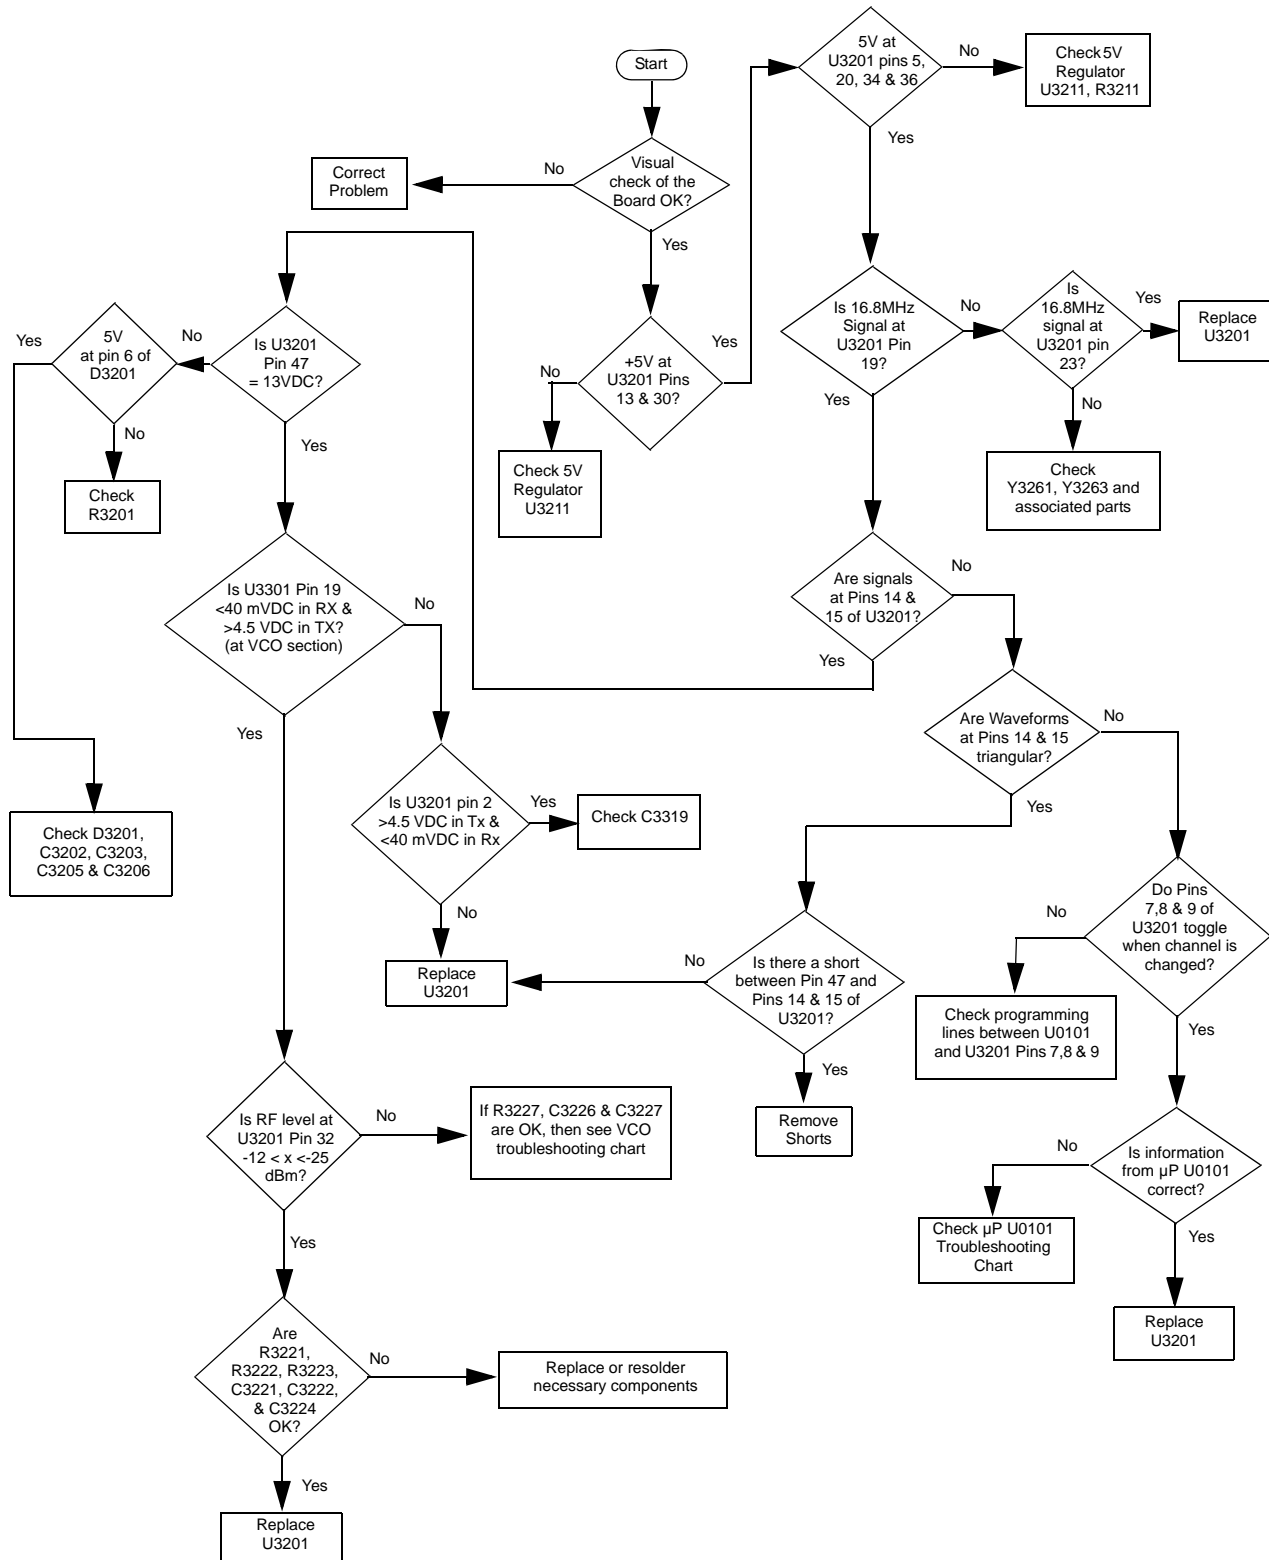 Start
5V at
U3201 pins 5,
20, 34 & 36
No
Check 5V
Regulator
U3211, R3211
Yes
Visual
check of the
Board OK?
No
Correct
Problem
Yes
+5V at
U3201 Pins
13 & 30?
Yes
No
Check 5V
Regulator
U3211
Is 16.8MHz
Signal at
U3201 Pin
19?
No
Is
16.8MHz
signal at
U3201 pin
23?
Yes
Replace
U3201
No
Check
Y3261, Y3263 and
associated parts
Yes
Is U3201
Pin 47
= 13VDC?
No
5V
at pin 6 of
D3201
Yes
No
Check
R3201
Yes
Are signals
at Pins 14 &
15 of U3201?
No
Yes
Is U3301 Pin 19
<40 mVDC in RX &
>4.5 VDC in TX?
(at VCO section)
No
Yes
Are Waveforms
at Pins 14 & 15
triangular?
No
Yes
Is U3201 pin 2
>4.5 VDC in Tx &
<40 mVDC in Rx
Yes
Check C3319
No
Replace
U3201
Check D3201,
C3202, C3203,
C3205 & C3206
Is there a short
between Pin 47 and
Pins 14 & 15 of
U3201?
No
Yes
Remove
Shorts
Do Pins
7,8 & 9 of
U3201 toggle
when channel is
changed?
No
Check programming
lines between U0101
and U3201 Pins 7,8 & 9
Yes
Is RF level at
U3201 Pin 32
-12 < x <-25
dBm?
No
If R3227, C3226 & C3227
are OK, then see VCO
troubleshooting chart
Yes
Is information
from µP U0101
correct?
No
Check µP U0101
Troubleshooting
Chart
Yes
Replace
U3201
Are
R3221,
R3222, R3223,
C3221, C3222,
& C3224
OK?
No
Replace or resolder
necessary components
Yes
Replace
U3201